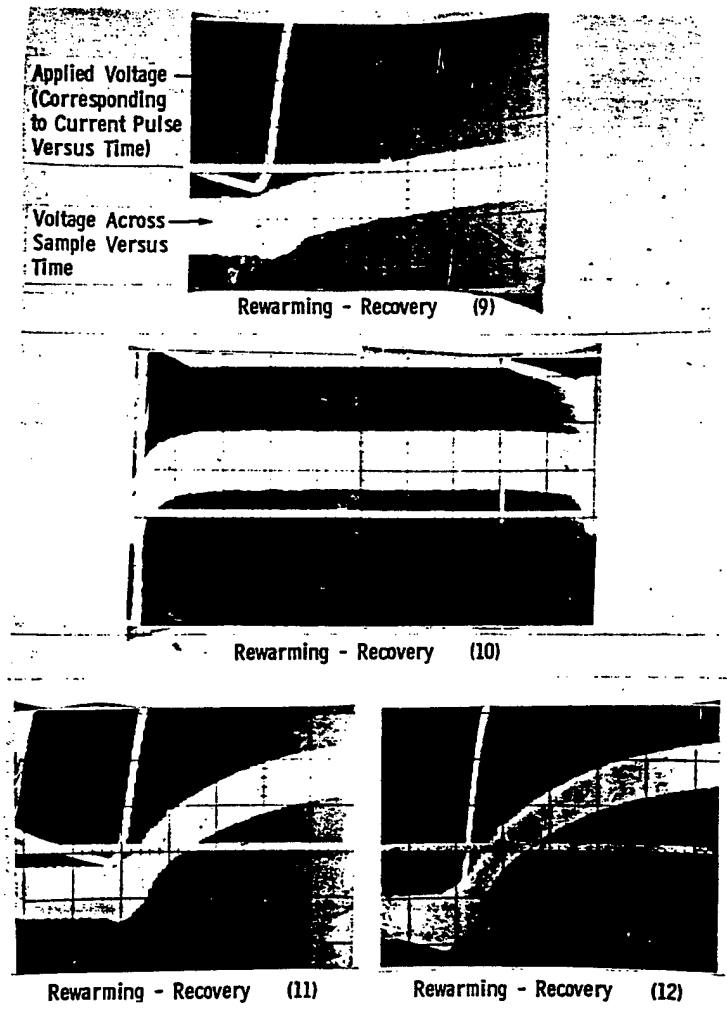 Applied Voltage
(Corresponding
to Current Pulse
Versus Time)
Voltage Across
Sample Versus
Time
Rewarming - Recovery (9)
Rewarming - Recovery (10)
Rewarming - Recovery (11)
Rewarming - Recovery (12)